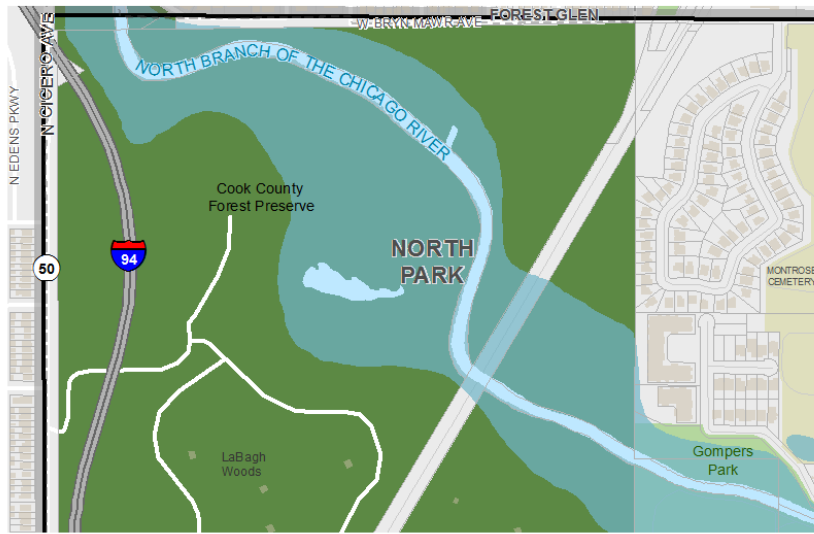 FOREST GLEN
W BRYN MAWR AVE
N CICERO AVE
N EDENS PKWY
NORTH BRANCH OF THE CHICAGO RIVER
Cook County
Forest Preserve
NORTH
PARK
94
50
MONTROSE
CEMETERY
LaBagh
Woods
Gompers
Park